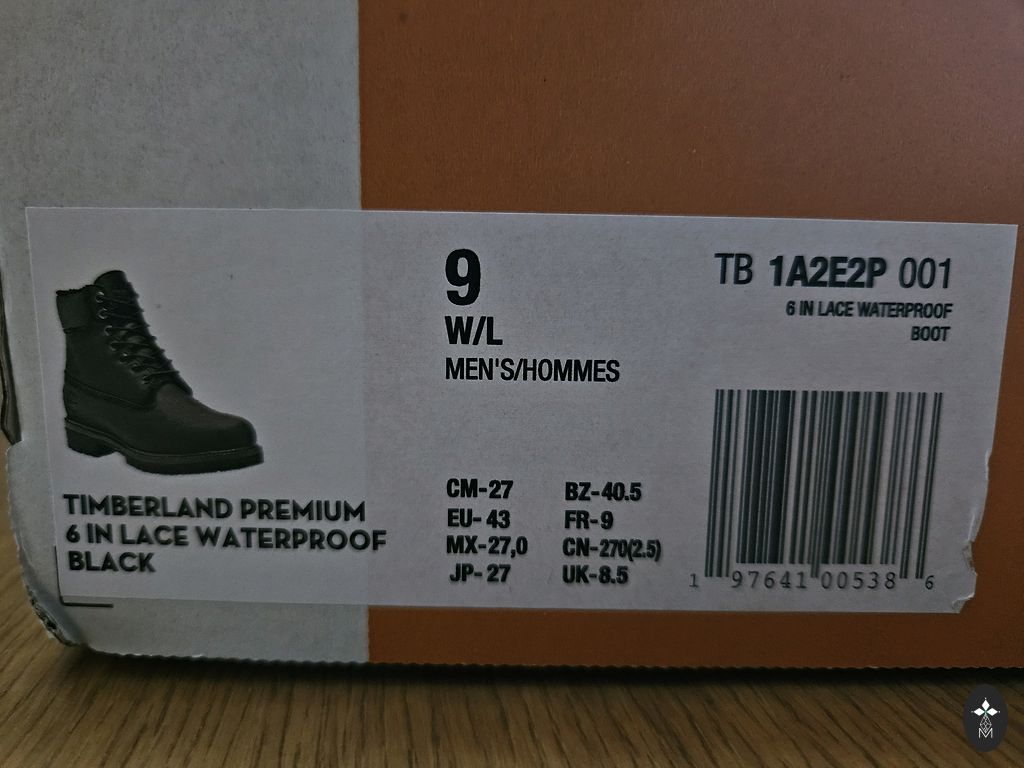 TIMBERLAND PREMIUM
6 IN LACE WATERPROOF
BLACK
9
W/L
MEN'S/HOMMES
CM-27 BZ-40.5
EU- 43 FR-9
MX-27,0 CN-270(2.5)
JP- 27 UK-8.5
TB 1A2E2P 001
6 IN LACE WATERPROOF
BOOT
1 97641 00538 6
M